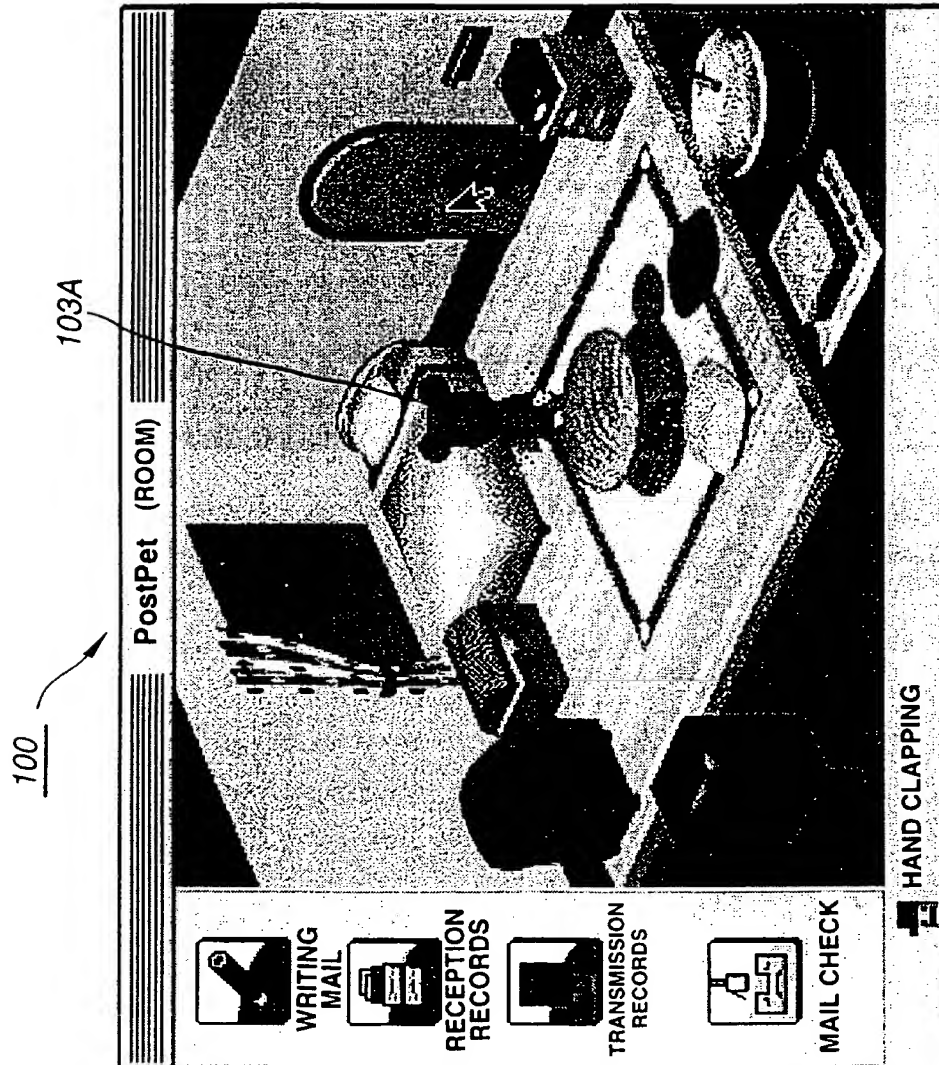 100
PostPet (ROOM)
103A
WRITING
MAIL
RECEPTION
RECORDS
TRANSMISSION
RECORDS
MAIL CHECK
HAND CLAPPING